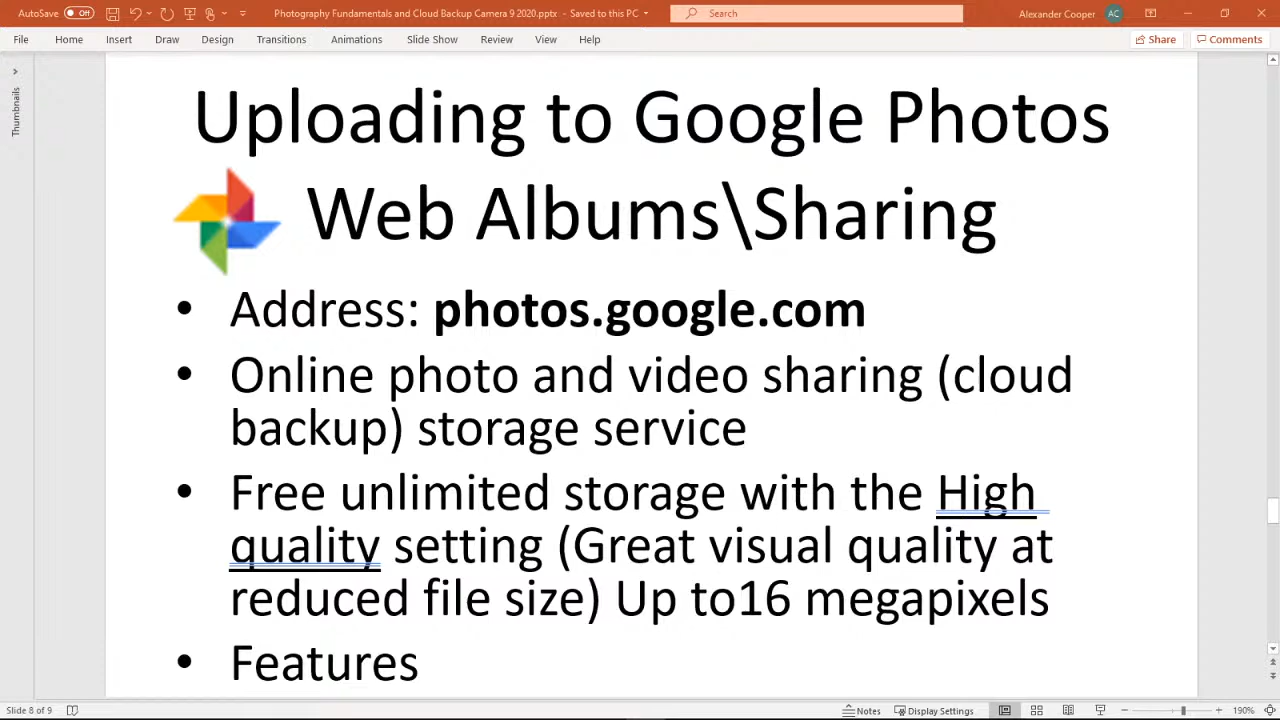 AutoSave Off Photography Fundamentals and Cloud Backup Camera 9 2020.pptx - Saved to this PC Search Alexander Cooper AC
File Home Insert Draw Design Transitions Animations Slide Show Review View Help Share Comments
Thumbnails
Uploading to Google Photos
Web Albums\Sharing
• Address: photos.google.com
• Online photo and video sharing (cloud
backup) storage service
• Free unlimited storage with the High
quality setting (Great visual quality at
reduced file size) Up to16 megapixels
• Features
Slide 8 of 9 Notes Display Settings 190%